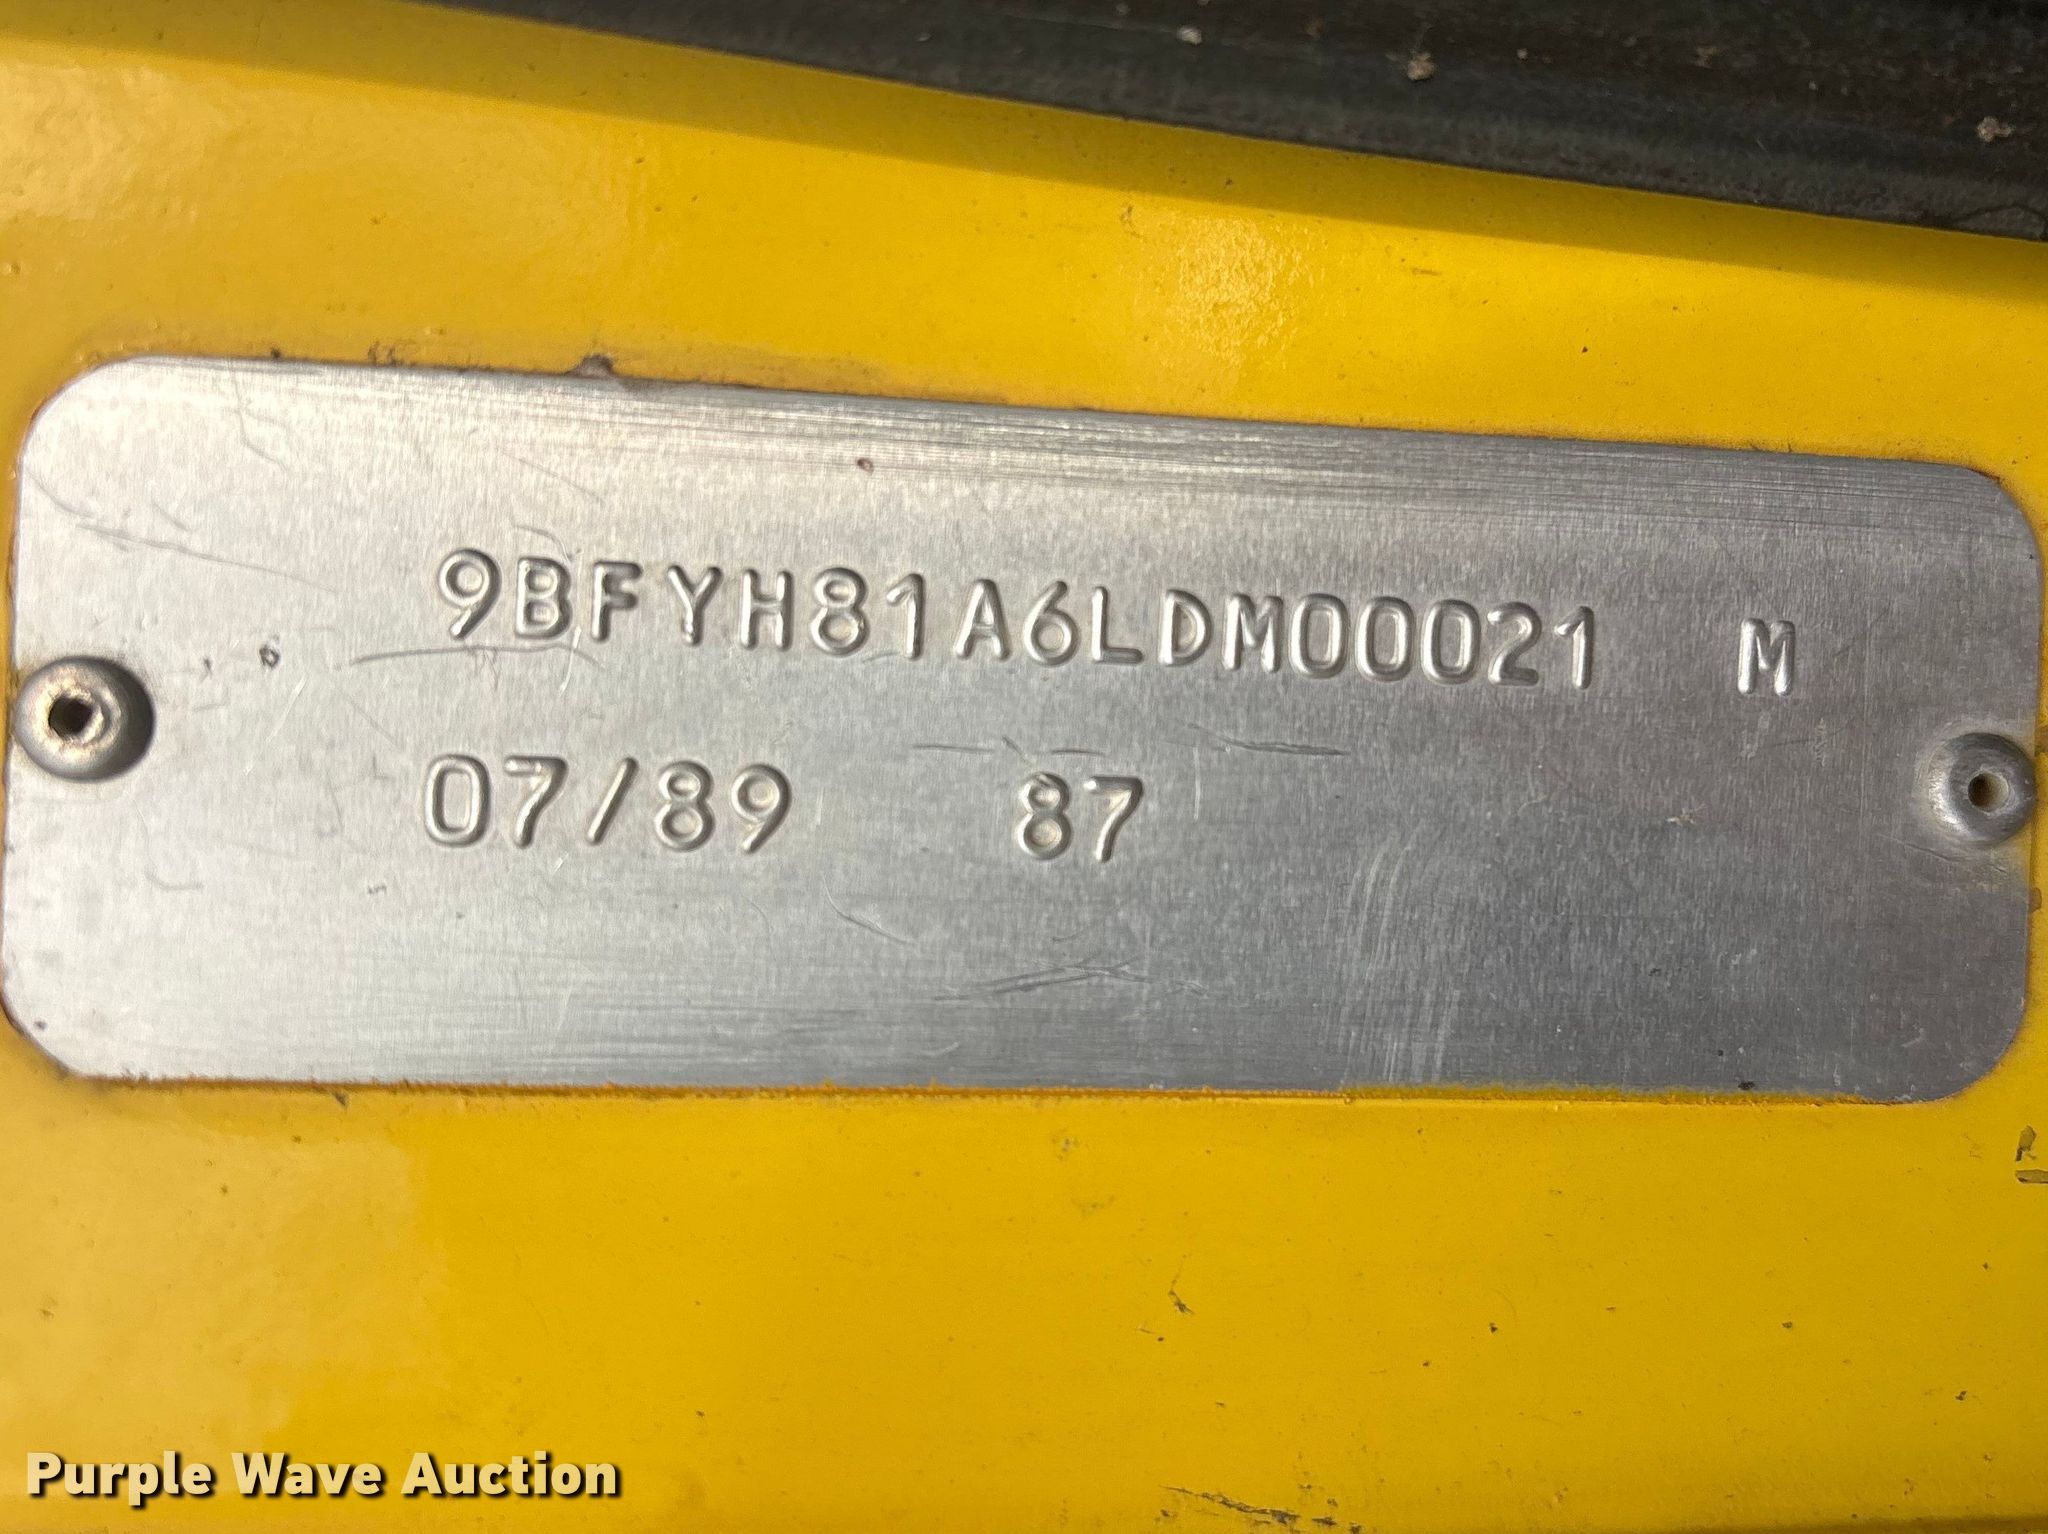 9BFYH81A6LDM00021 M
07/89 87
Purple Wave Auction